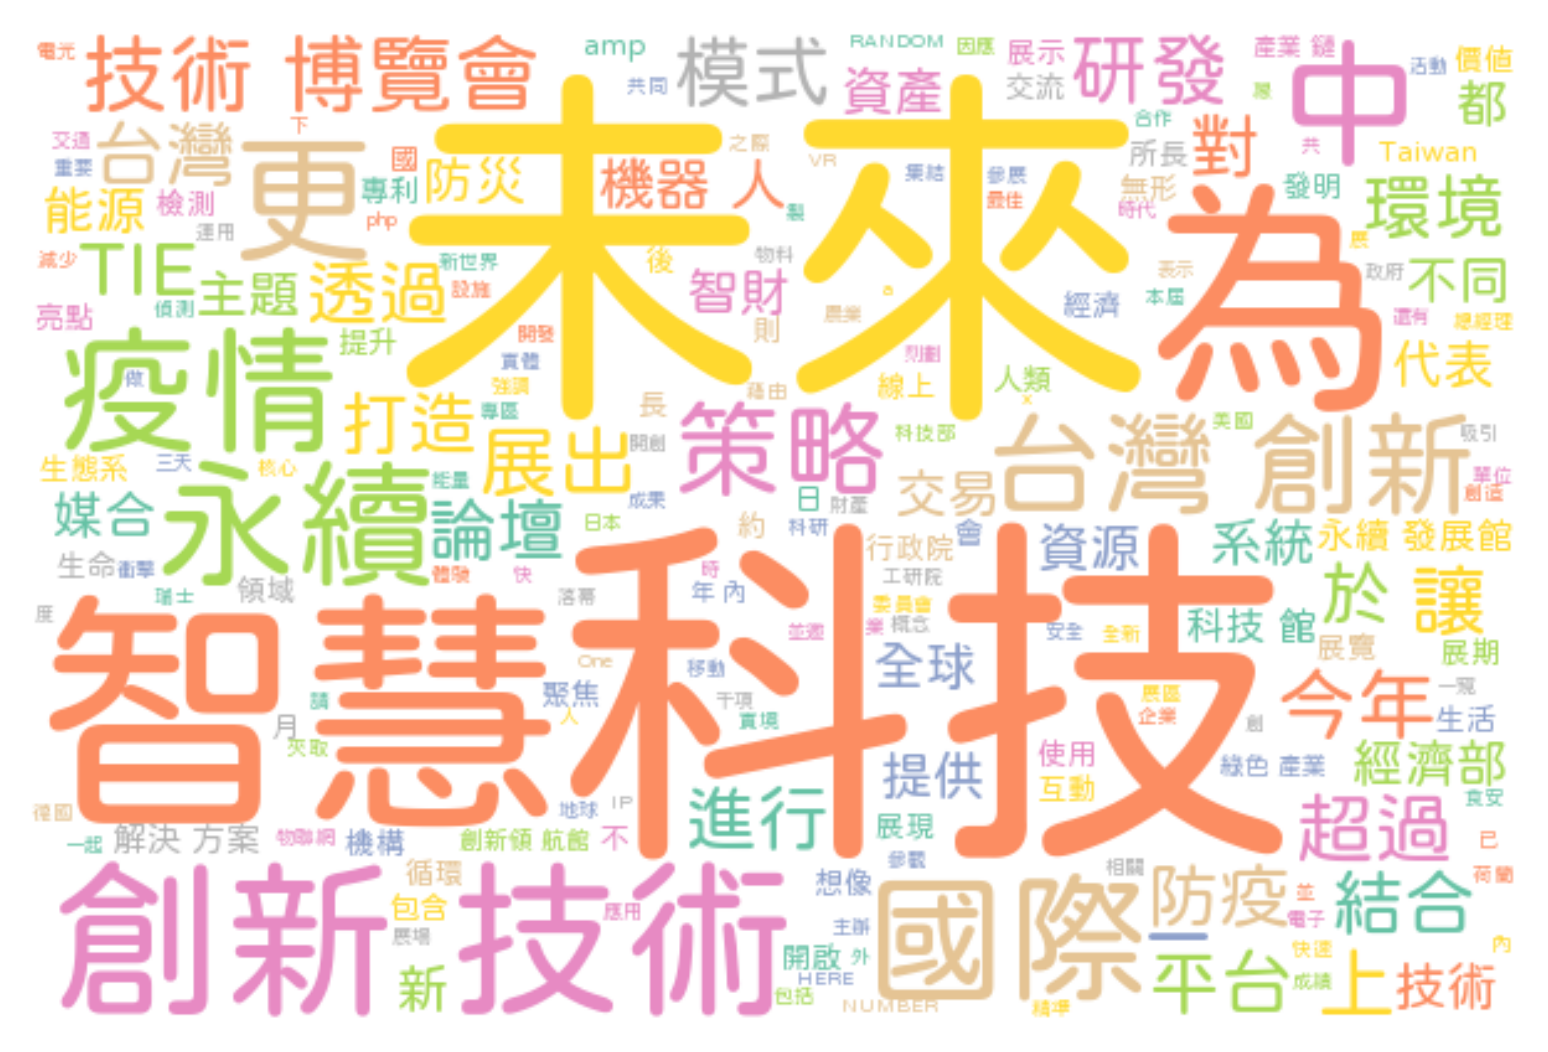 電光 技術 博覽會 amp 模式 RANDOM 因應 展示 研發 產業 鏈 中 活動 價值
共同 資產 交流 都
交通 台灣 下 更 國 防災 機器 人 之際 未來 VR 集結 參展 合作 所長 對 共 Taiwan
重要 能源 檢測 專利 最佳 無形 發明 環境
運用 php 製 時代 為
減少 TIE 主題 透過 新世界 設施 後 物料 智財 表示 展 政府 不同
亮點 偵測 提升 開發 則 農業 a 經濟 本屆 還有 總經理
疫情 做 實體 刻劃 代表
強調 藉由 線上 人類 x
打造 專區 長 策略 科技部 台灣 創新 美國 吸引
生態系 三天 核心 展出 開創 單位
媒合 永續 能量 成果 日 財產 交易 創造
論壇 日本 約 科研 行政院 會 資源 系統 永續 發展館
生命 衝擊 體驗 快 時 工研院
瑞士 領域 落幕 年 內 委員會 於 讓
度 智慧 科技 並邀 業 概念 安全 全新 科技 館
One 移動 全球 展覽 展期
請 聚焦 千項 展區 今年 一窺
月 人 實境 企業 創 生活
夾取 提供 使用 綠色 產業 經濟部
德國 地球 IP 進行 互動 食安
一起 解決 方案 物聯網 機構 創新領 航館 不 展現 超過 已
創新 技術 循環 參觀 相關 荷蘭
包含 應用 想像 國際 防疫 並 結合
展場 主辦 一 電子
新 開啟 外 平台 快速 內
HERE 上 技術
包括 NUMBER 精準 成績